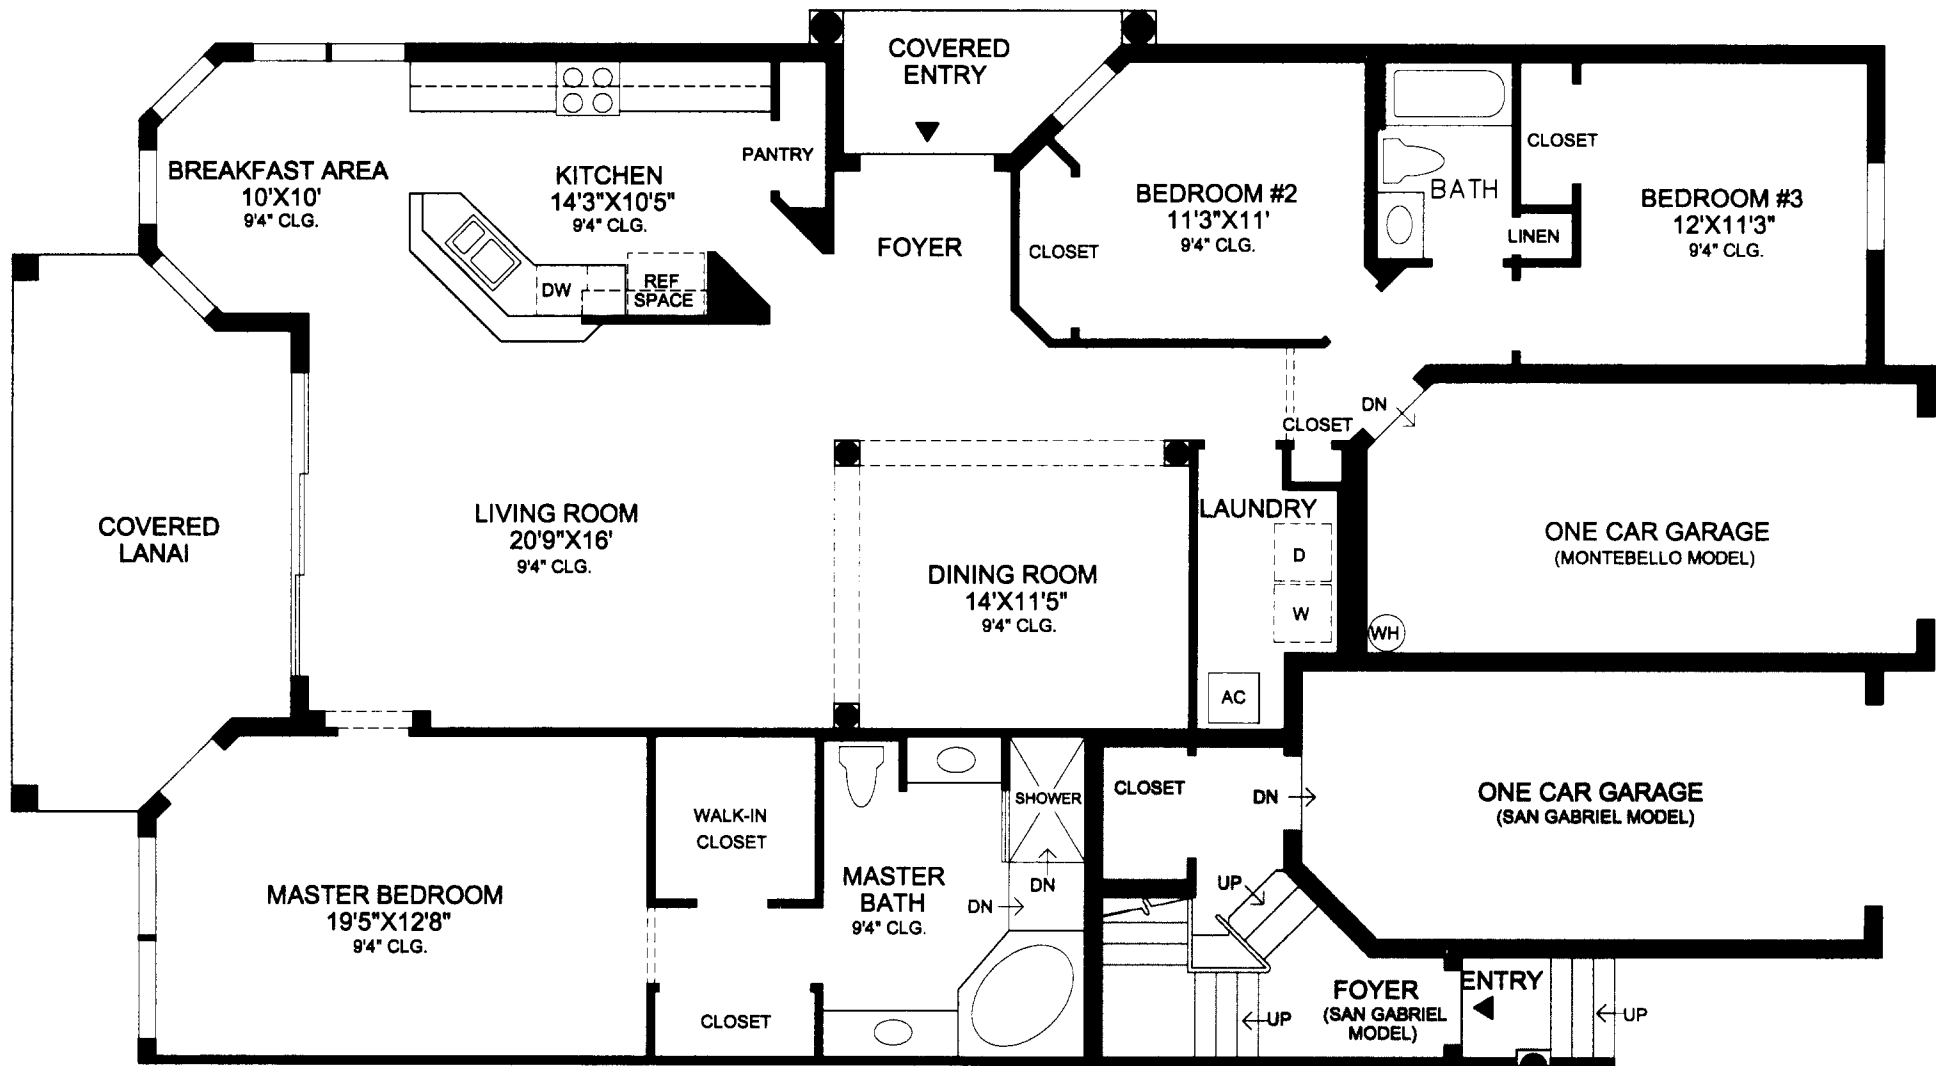 COVERED
ENTRY
BREAKFAST AREA
10'X10'
9'4" CLG.
KITCHEN
14'3"X10'5"
9'4" CLG.
PANTRY
DW
REF
SPACE
FOYER
CLOSET
BEDROOM #2
11'3"X11'
9'4" CLG.
BATH
CLOSET
LINEN
BEDROOM #3
12'X11'3"
9'4" CLG.
DN
CLOSET
COVERED
LANAI
LIVING ROOM
20'9"X16'
9'4" CLG.
DINING ROOM
14'X11'5"
9'4" CLG.
LAUNDRY
D
W
AC
ONE CAR GARAGE
(MONTEBELLO MODEL)
WH
MASTER BEDROOM
19'5"X12'8"
9'4" CLG.
WALK-IN
CLOSET
CLOSET
MASTER
BATH
9'4" CLG.
SHOWER
DN
DN
CLOSET
DN
ONE CAR GARAGE
(SAN GABRIEL MODEL)
UP
UP
FOYER
(SAN GABRIEL
MODEL)
ENTRY
UP